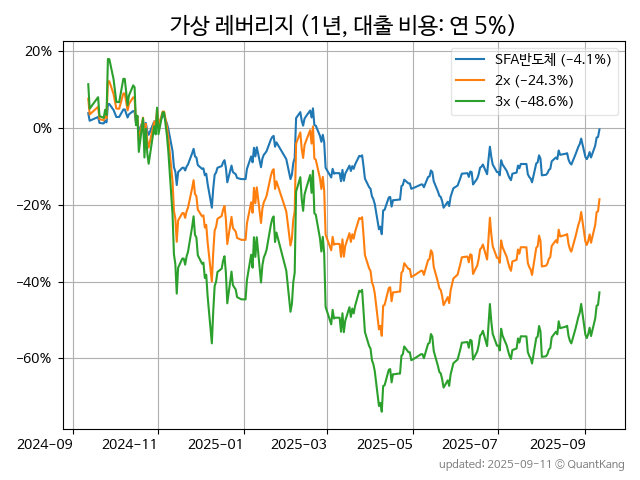 가상 레버리지 (1년, 대출 비용: 연 5%)
SFA반도체 (−4.1%)
2x (−24.3%)
3x (−48.6%)
20%
0%
−20%
−40%
−60%
2024-09
2024-11
2025-01
2025-03
2025-05
2025-07
2025-09
updated: 2025-09-11 © QuantKang